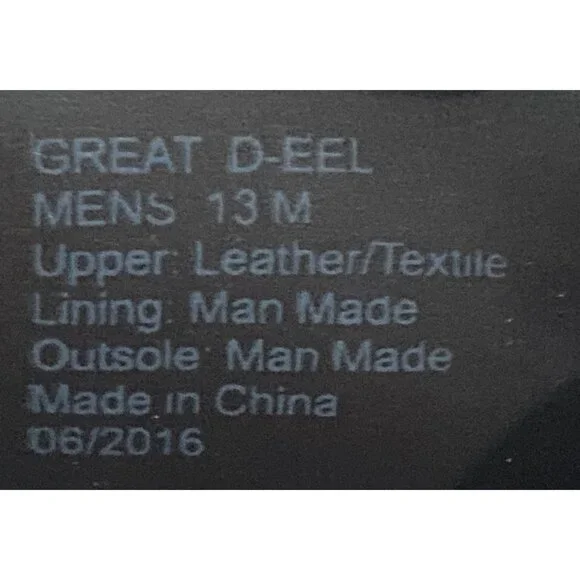 GREAT D-EEL
MENS 13 M
Upper: Leather/Textile
Lining: Man Made
Outsole: Man Made
Made in China
06/2016